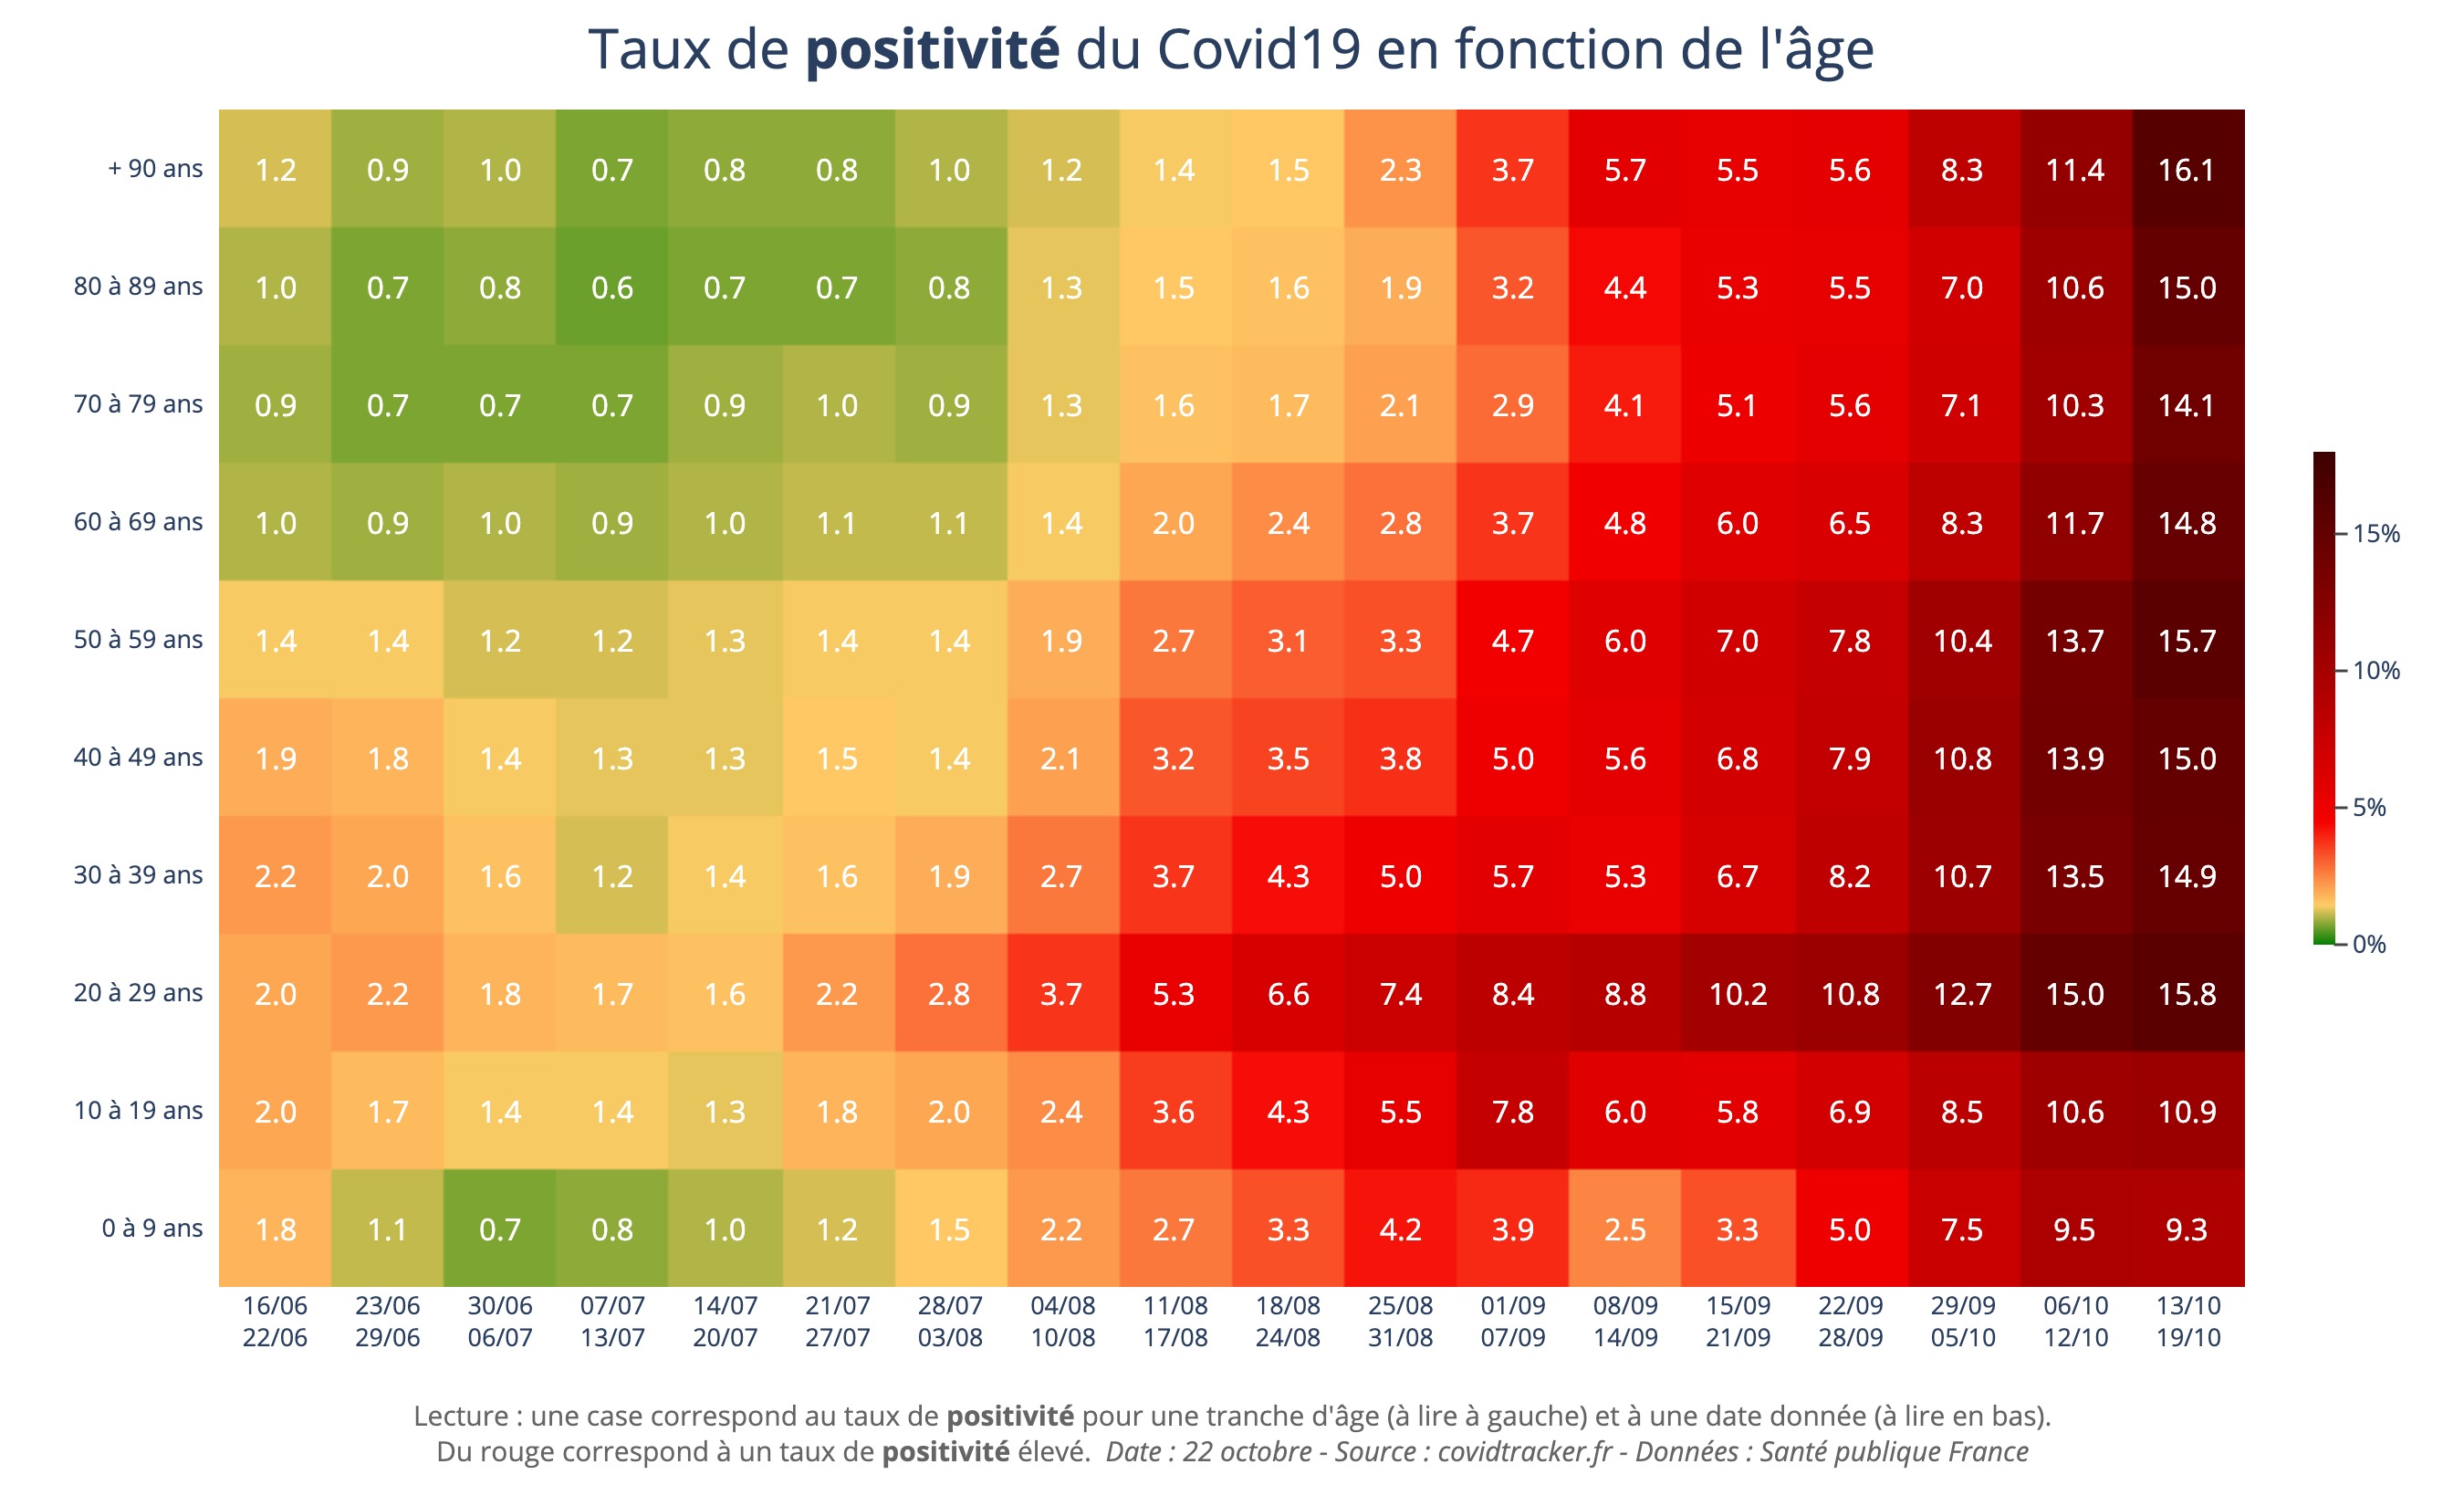 Taux de positivité du Covid19 en fonction de l'âge
+ 90 ans 1.2 0.9 1.0 0.7 0.8 0.8 1.0 1.2 1.4 1.5 2.3 3.7 5.7 5.5 5.6 8.3 11.4 16.1
80 à 89 ans 1.0 0.7 0.8 0.6 0.7 0.7 0.8 1.3 1.5 1.6 1.9 3.2 4.4 5.3 5.5 7.0 10.6 15.0
70 à 79 ans 0.9 0.7 0.7 0.7 0.9 1.0 0.9 1.3 1.6 1.7 2.1 2.9 4.1 5.1 5.6 7.1 10.3 14.1
60 à 69 ans 1.0 0.9 1.0 0.9 1.0 1.1 1.1 1.4 2.0 2.4 2.8 3.7 4.8 6.0 6.5 8.3 11.7 14.8
50 à 59 ans 1.4 1.4 1.2 1.2 1.3 1.4 1.4 1.9 2.7 3.1 3.3 4.7 6.0 7.0 7.8 10.4 13.7 15.7
40 à 49 ans 1.9 1.8 1.4 1.3 1.3 1.5 1.4 2.1 3.2 3.5 3.8 5.0 5.6 6.8 7.9 10.8 13.9 15.0
30 à 39 ans 2.2 2.0 1.6 1.2 1.4 1.6 1.9 2.7 3.7 4.3 5.0 5.7 5.3 6.7 8.2 10.7 13.5 14.9
20 à 29 ans 2.0 2.2 1.8 1.7 1.6 2.2 2.8 3.7 5.3 6.6 7.4 8.4 8.8 10.2 10.8 12.7 15.0 15.8
10 à 19 ans 2.0 1.7 1.4 1.4 1.3 1.8 2.0 2.4 3.6 4.3 5.5 7.8 6.0 5.8 6.9 8.5 10.6 10.9
0 à 9 ans 1.8 1.1 0.7 0.8 1.0 1.2 1.5 2.2 2.7 3.3 4.2 3.9 2.5 3.3 5.0 7.5 9.5 9.3
16/06 23/06 30/06 07/07 14/07 21/07 28/07 04/08 11/08 18/08 25/08 01/09 08/09 15/09 22/09 29/09 06/10 13/10
22/06 29/06 06/07 13/07 20/07 27/07 03/08 10/08 17/08 24/08 31/08 07/09 14/09 21/09 28/09 05/10 12/10 19/10
15%
10%
5%
0%
Lecture : une case correspond au taux de positivité pour une tranche d'âge (à lire à gauche) et à une date donnée (à lire en bas).
Du rouge correspond à un taux de positivité élevé. Date : 22 octobre - Source : covidtracker.fr - Données : Santé publique France